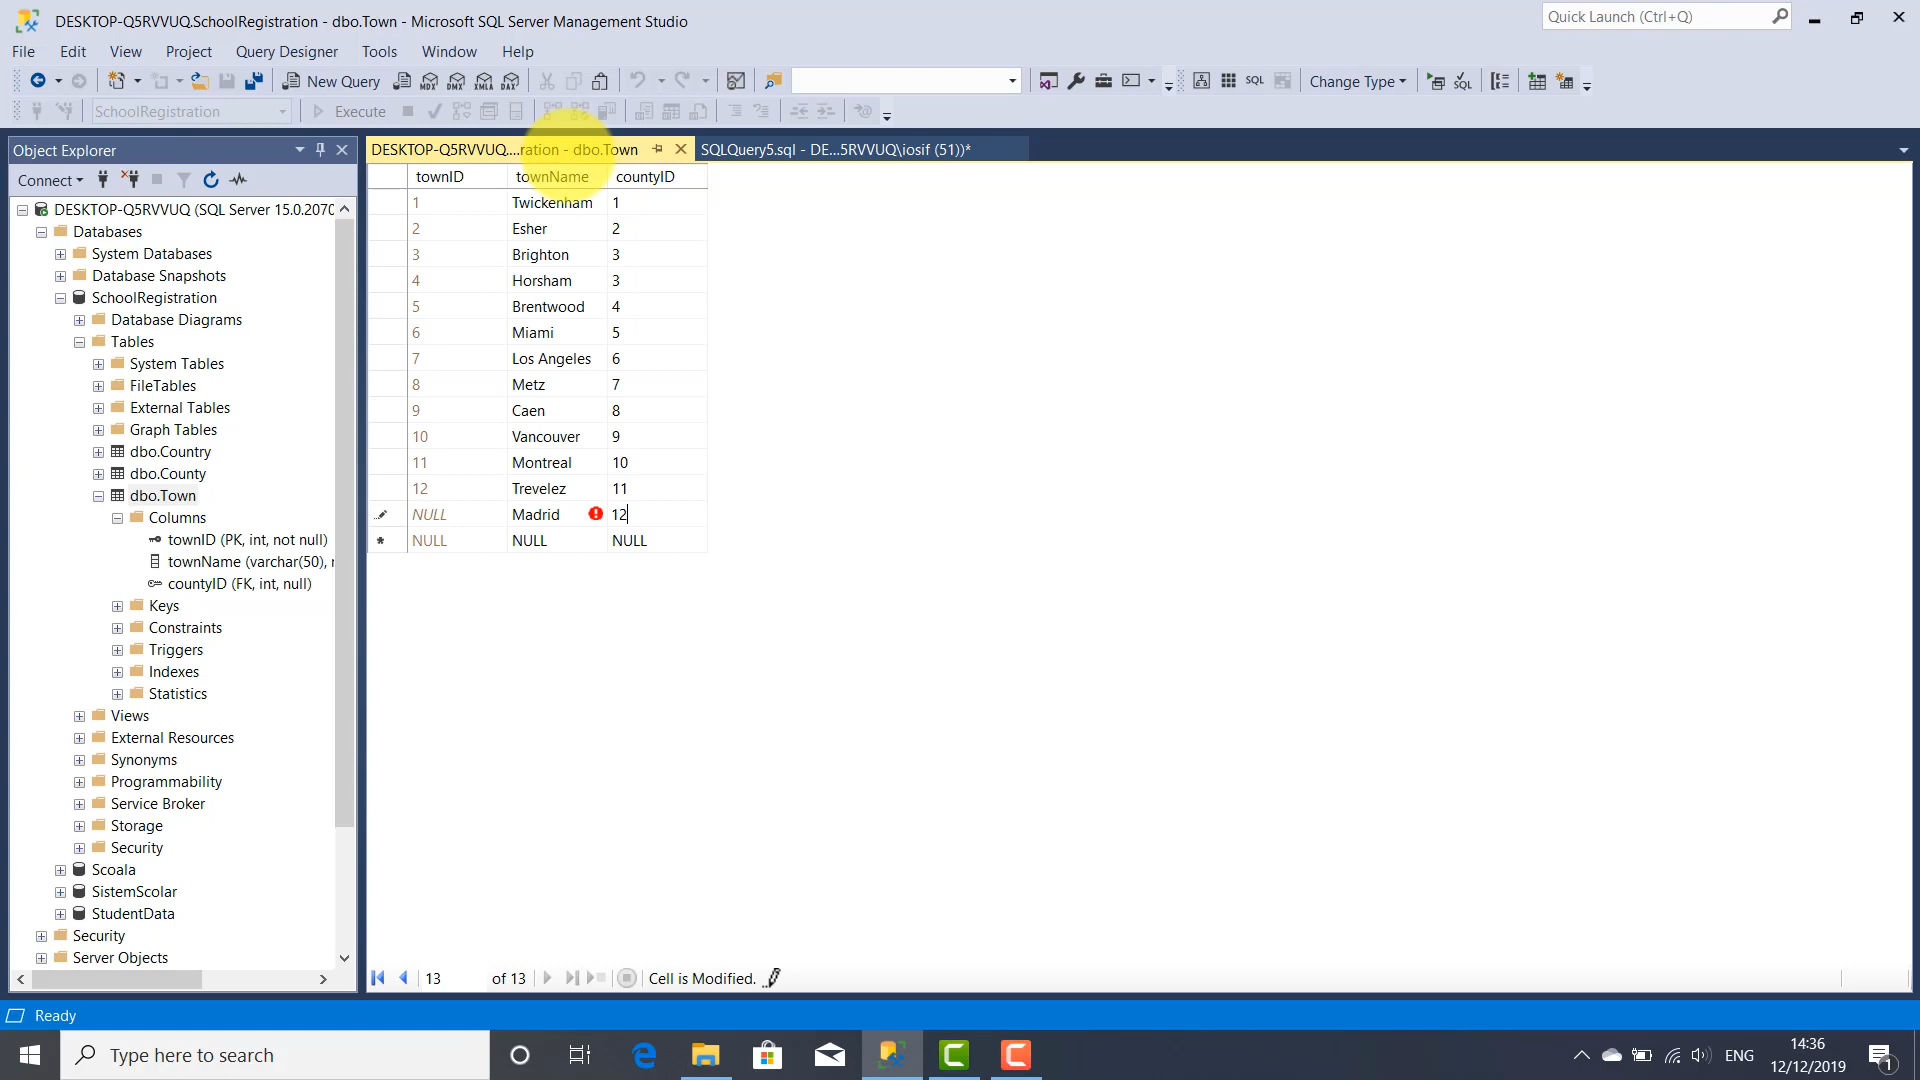 DESKTOP-Q5RVVUQ.SchoolRegistration - dbo.Town - Microsoft SQL Server Management Studio
Quick Launch (Ctrl+Q)
File Edit View Project Query Designer Tools Window Help
New Query MDX DMX XMLA DAX SQL Change Type SQL
SchoolRegistration Execute
Object Explorer
DESKTOP-Q5RVVUQ....ration - dbo.Town
SQLQuery5.sql - DE...5RVVUQ\iosif (51))*
Connect
DESKTOP-Q5RVVUQ (SQL Server 15.0.2070
Databases
System Databases
Database Snapshots
SchoolRegistration
Database Diagrams
Tables
System Tables
FileTables
External Tables
Graph Tables
dbo.Country
dbo.County
dbo.Town
Columns
townID (PK, int, not null)
townName (varchar(50), r
countyID (FK, int, null)
Keys
Constraints
Triggers
Indexes
Statistics
Views
External Resources
Synonyms
Programmability
Service Broker
Storage
Security
Scoala
SistemScolar
StudentData
Security
Server Objects
townID townName countyID
1 Twickenham 1
2 Esher 2
3 Brighton 3
4 Horsham 3
5 Brentwood 4
6 Miami 5
7 Los Angeles 6
8 Metz 7
9 Caen 8
10 Vancouver 9
11 Montreal 10
12 Trevelez 11
NULL Madrid 12
NULL NULL NULL
13 of 13 Cell is Modified.
Ready
Type here to search
ENG
14:36
12/12/2019
1